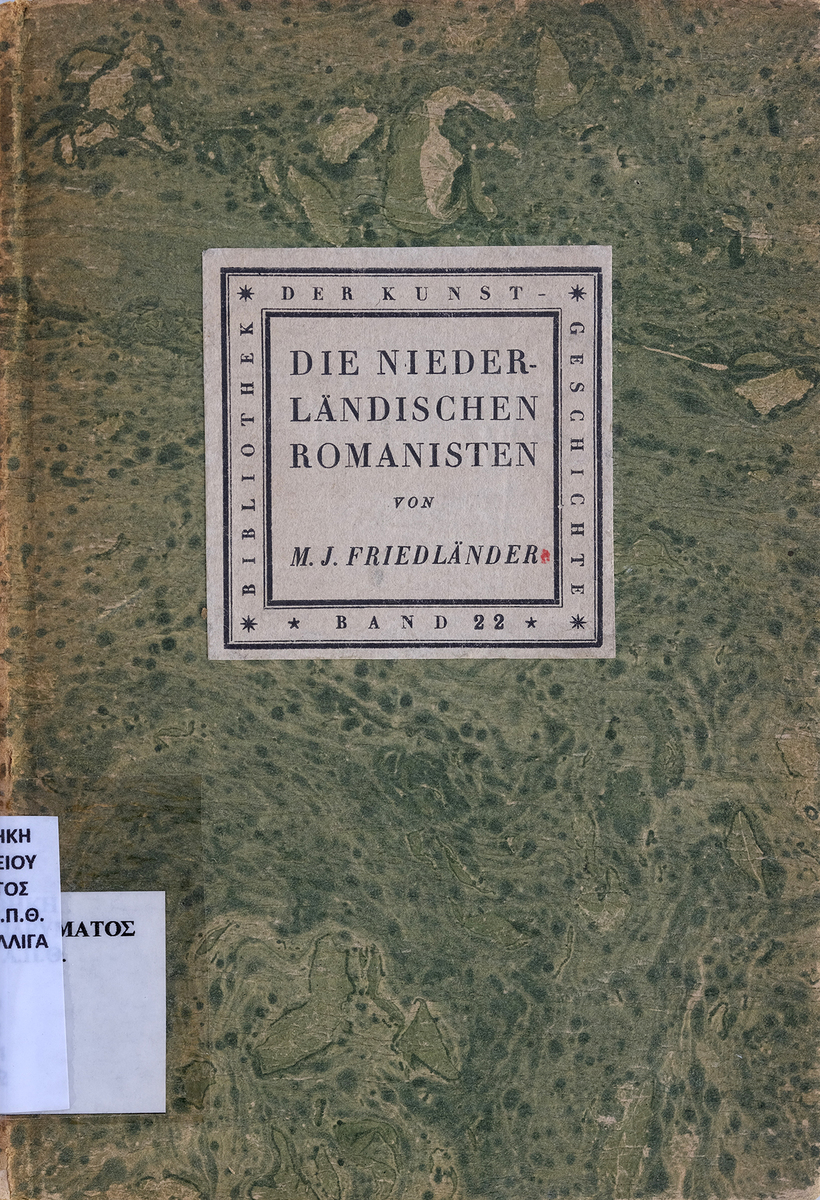 BIBLIOTHEK
DER KUNST-
GESCHICHTE
DIE NIEDER-
LÄNDISCHEN
ROMANISTEN
VON
M. J. FRIEDLÄNDER
BAND 22
ΗΚΗ
ΕΙΟΥ
ΤΟΣ
.Π.Θ.
ΛΛΙΓΑ
ΜΑΤΟΣ